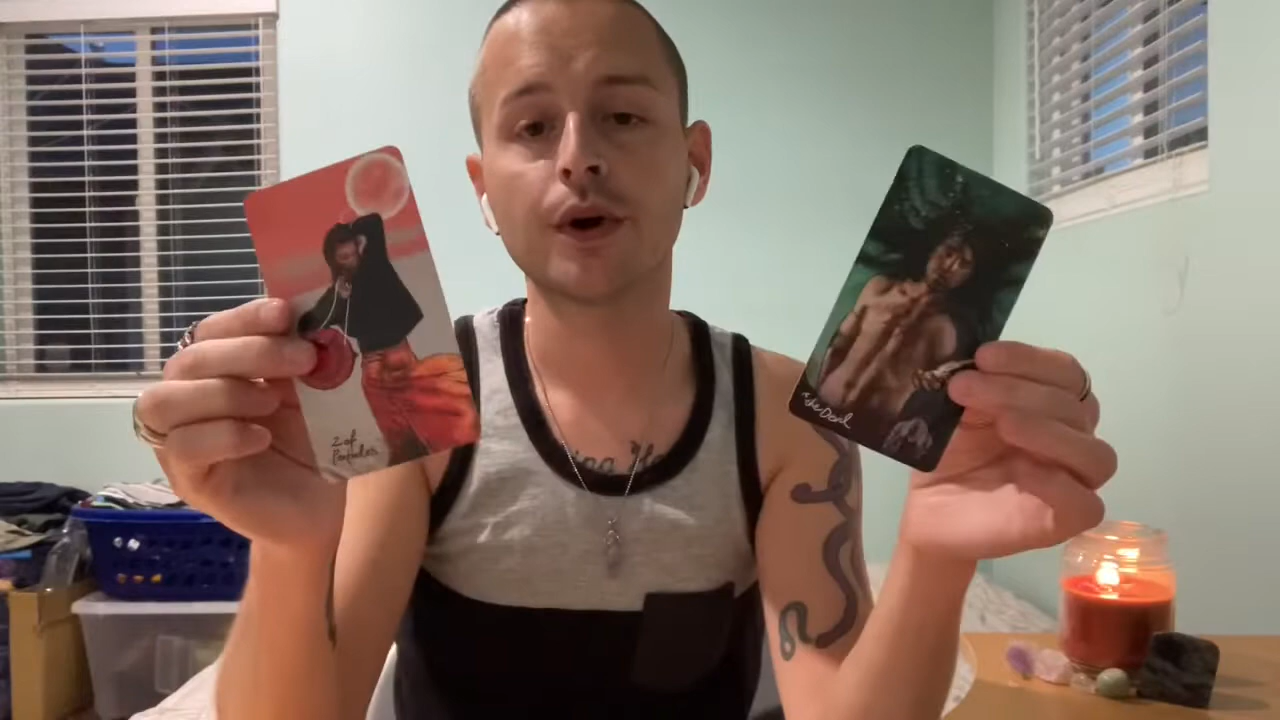 2 of
Pentacles
the Devil